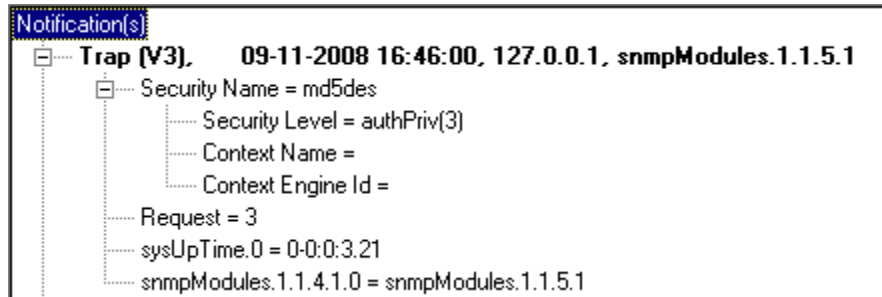 Notification(s)
Trap (V3), 09-11-2008 16:46:00, 127.0.0.1, snmpModules.1.1.5.1
Security Name = md5des
Security Level = authPriv(3)
Context Name =
Context Engine Id =
Request = 3
sysUpTime.0 = 0-0:0:3.21
snmpModules.1.1.4.1.0 = snmpModules.1.1.5.1